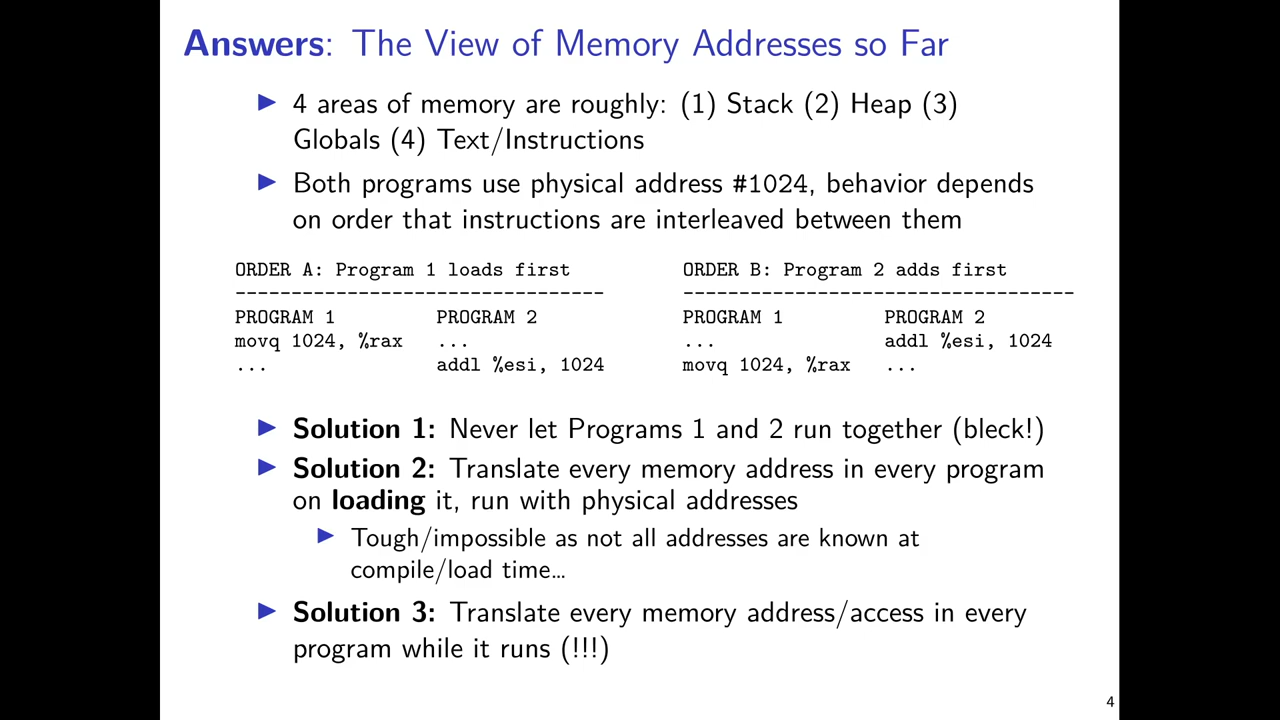 Answers: The View of Memory Addresses so Far
▶ 4 areas of memory are roughly: (1) Stack (2) Heap (3)
Globals (4) Text/Instructions
▶ Both programs use physical address #1024, behavior depends
on order that instructions are interleaved between them
ORDER A: Program 1 loads first
---------------------------------
PROGRAM 1 PROGRAM 2
movq 1024, %rax ...
... addl %esi, 1024
ORDER B: Program 2 adds first
-----------------------------------
PROGRAM 1 PROGRAM 2
... addl %esi, 1024
movq 1024, %rax ...
▶ Solution 1: Never let Programs 1 and 2 run together (bleck!)
▶ Solution 2: Translate every memory address in every program
on loading it, run with physical addresses
▶ Tough/impossible as not all addresses are known at
compile/load time…
▶ Solution 3: Translate every memory address/access in every
program while it runs (!!!)
4